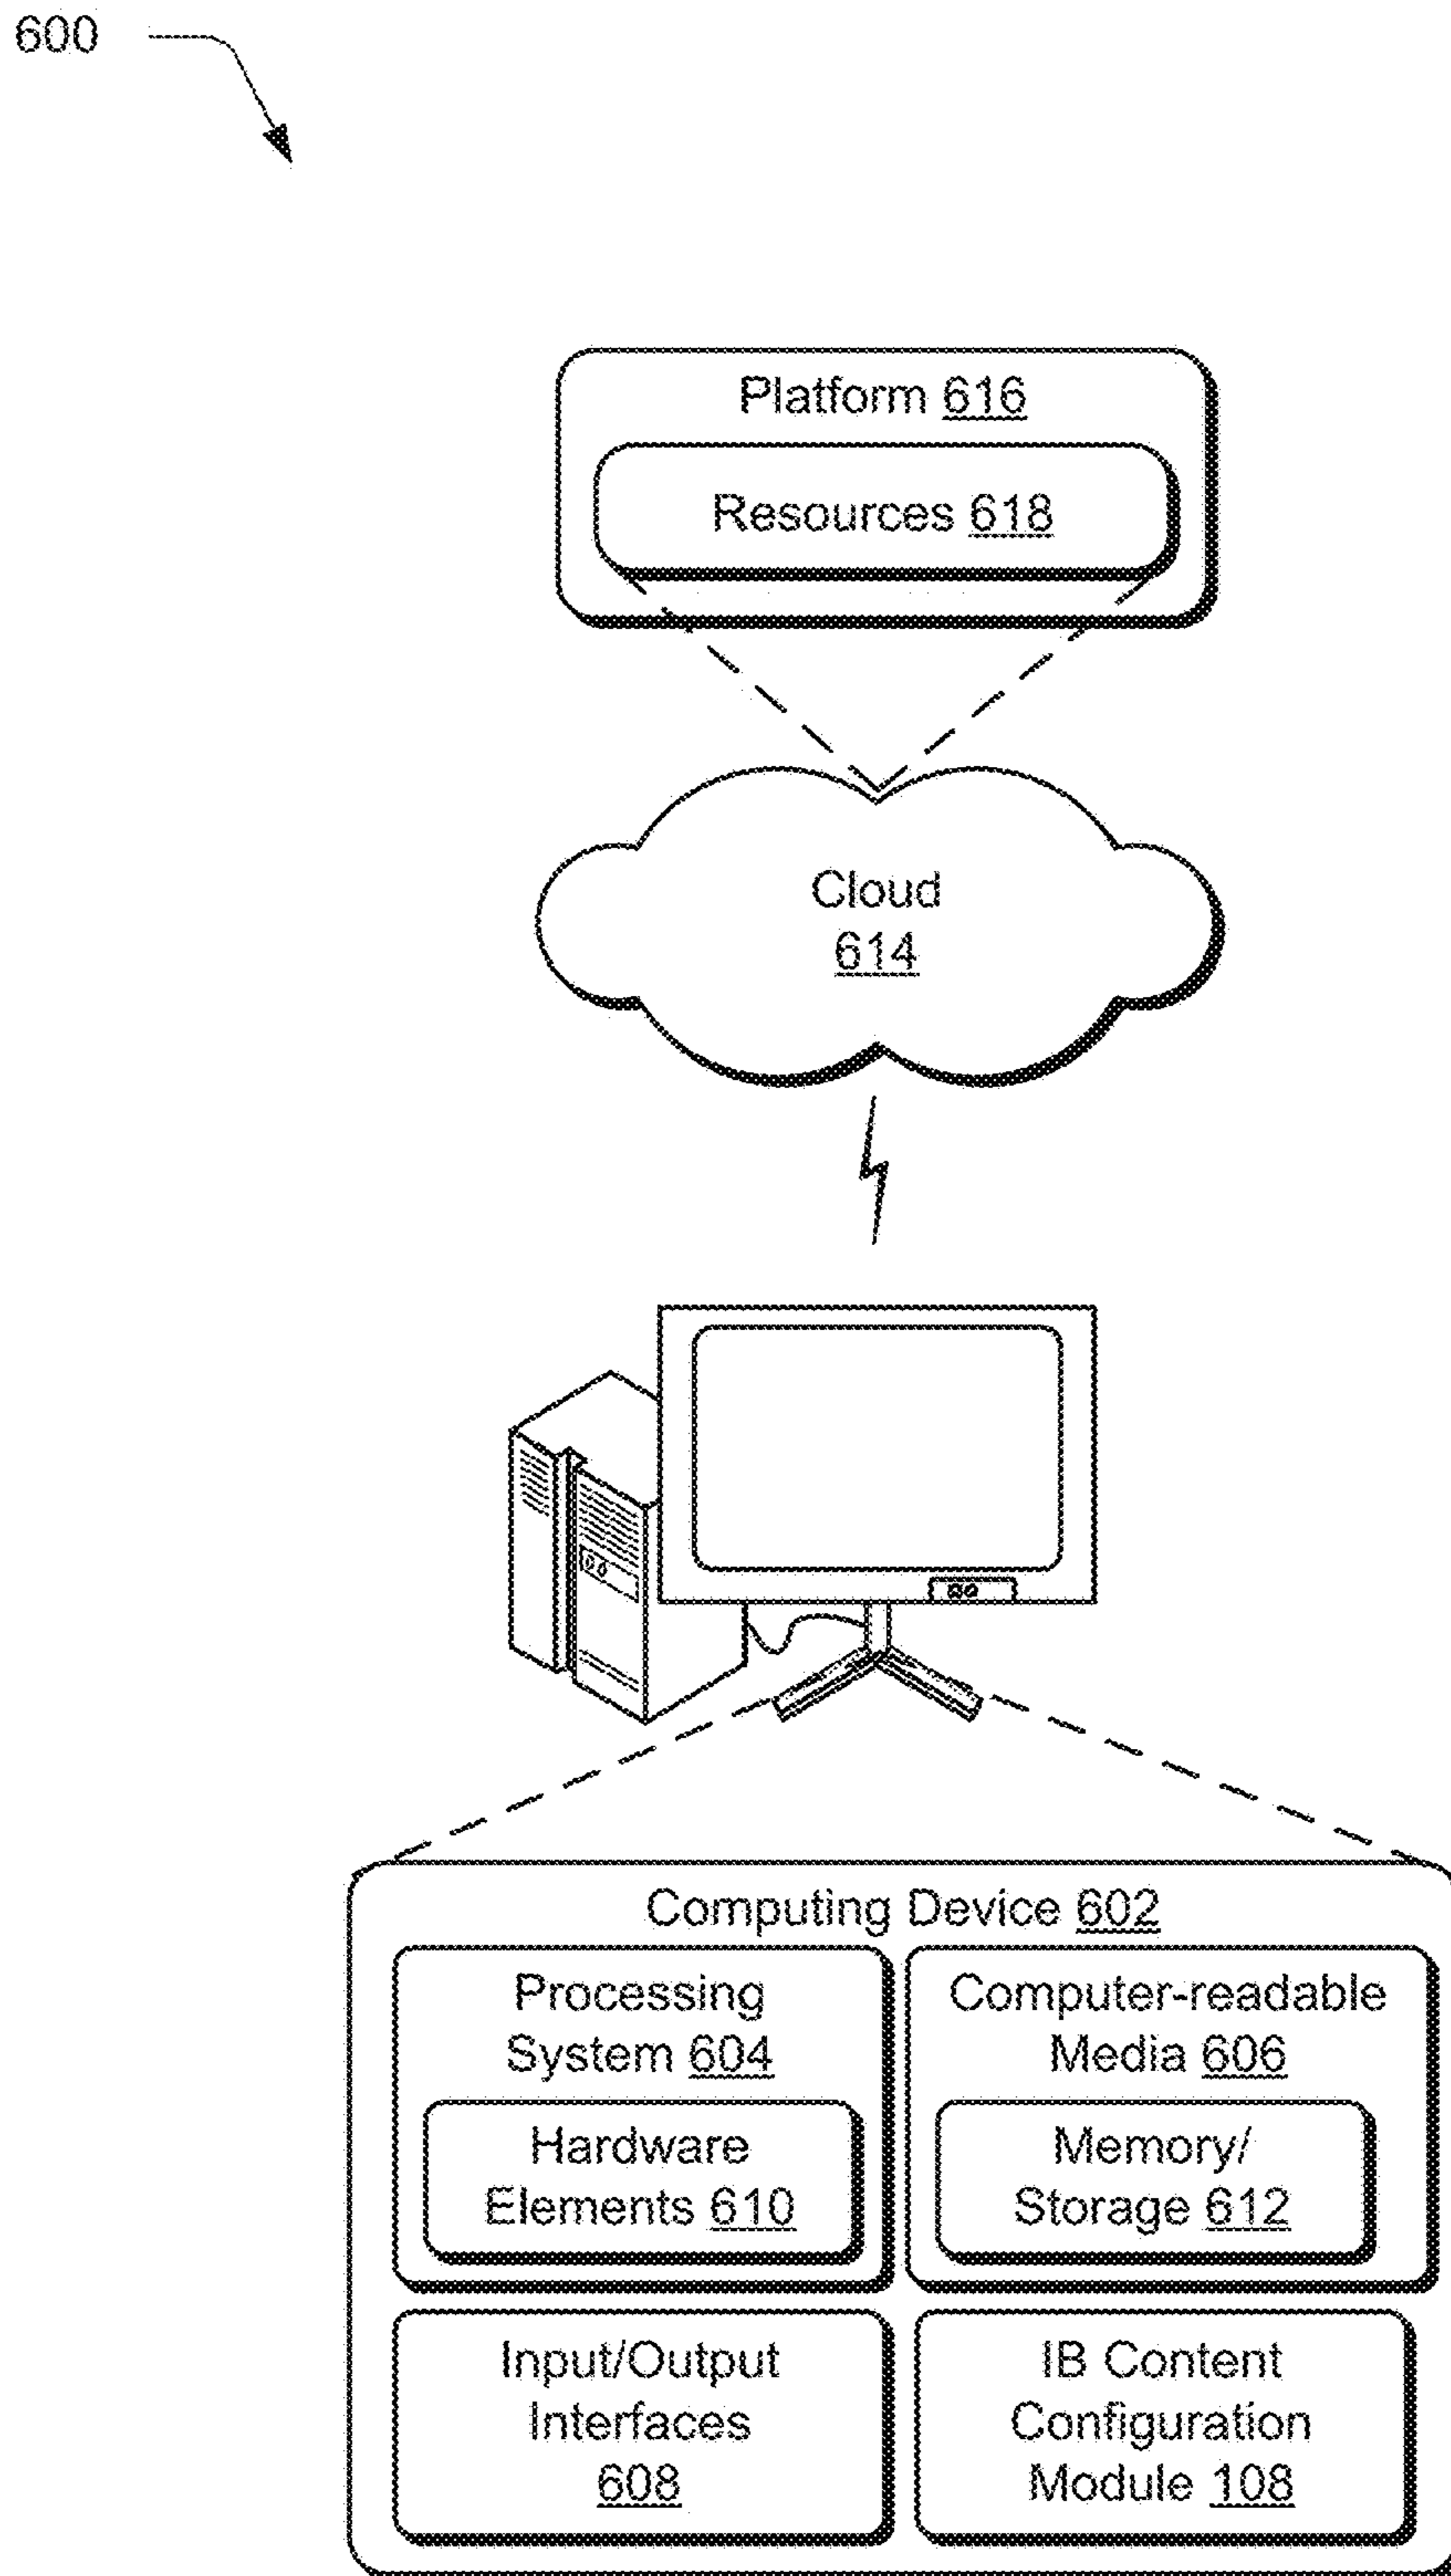 600
Platform 616
Resources 618
Cloud
614
Computing Device 602
Processing
System 604
Hardware
Elements 610
Computer-readable
Media 606
Memory/
Storage 612
Input/Output
Interfaces
608
IB Content
Configuration
Module 108